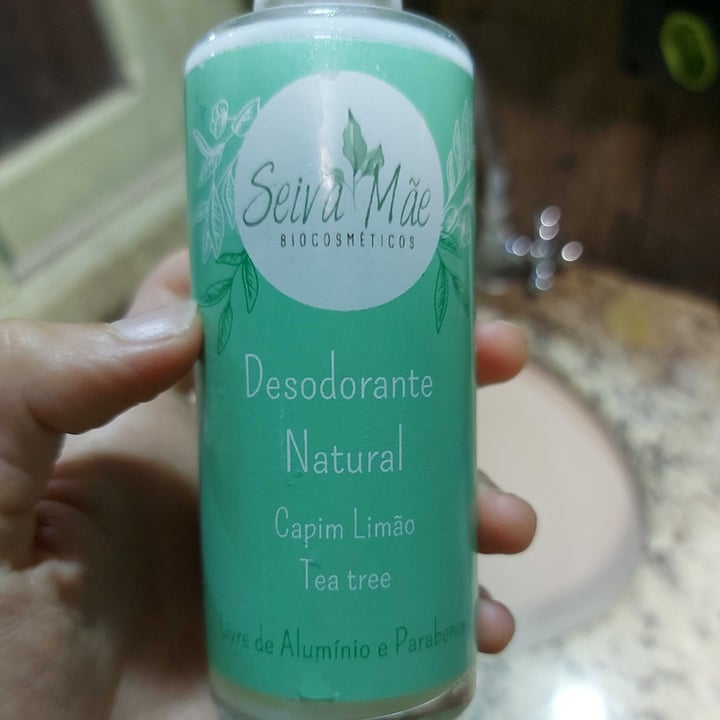 Seiva Mãe
BIOCOSMÉTICOS
Desodorante
Natural
Capim Limão
Tea tree
Livre de Alumínio e Parabenos